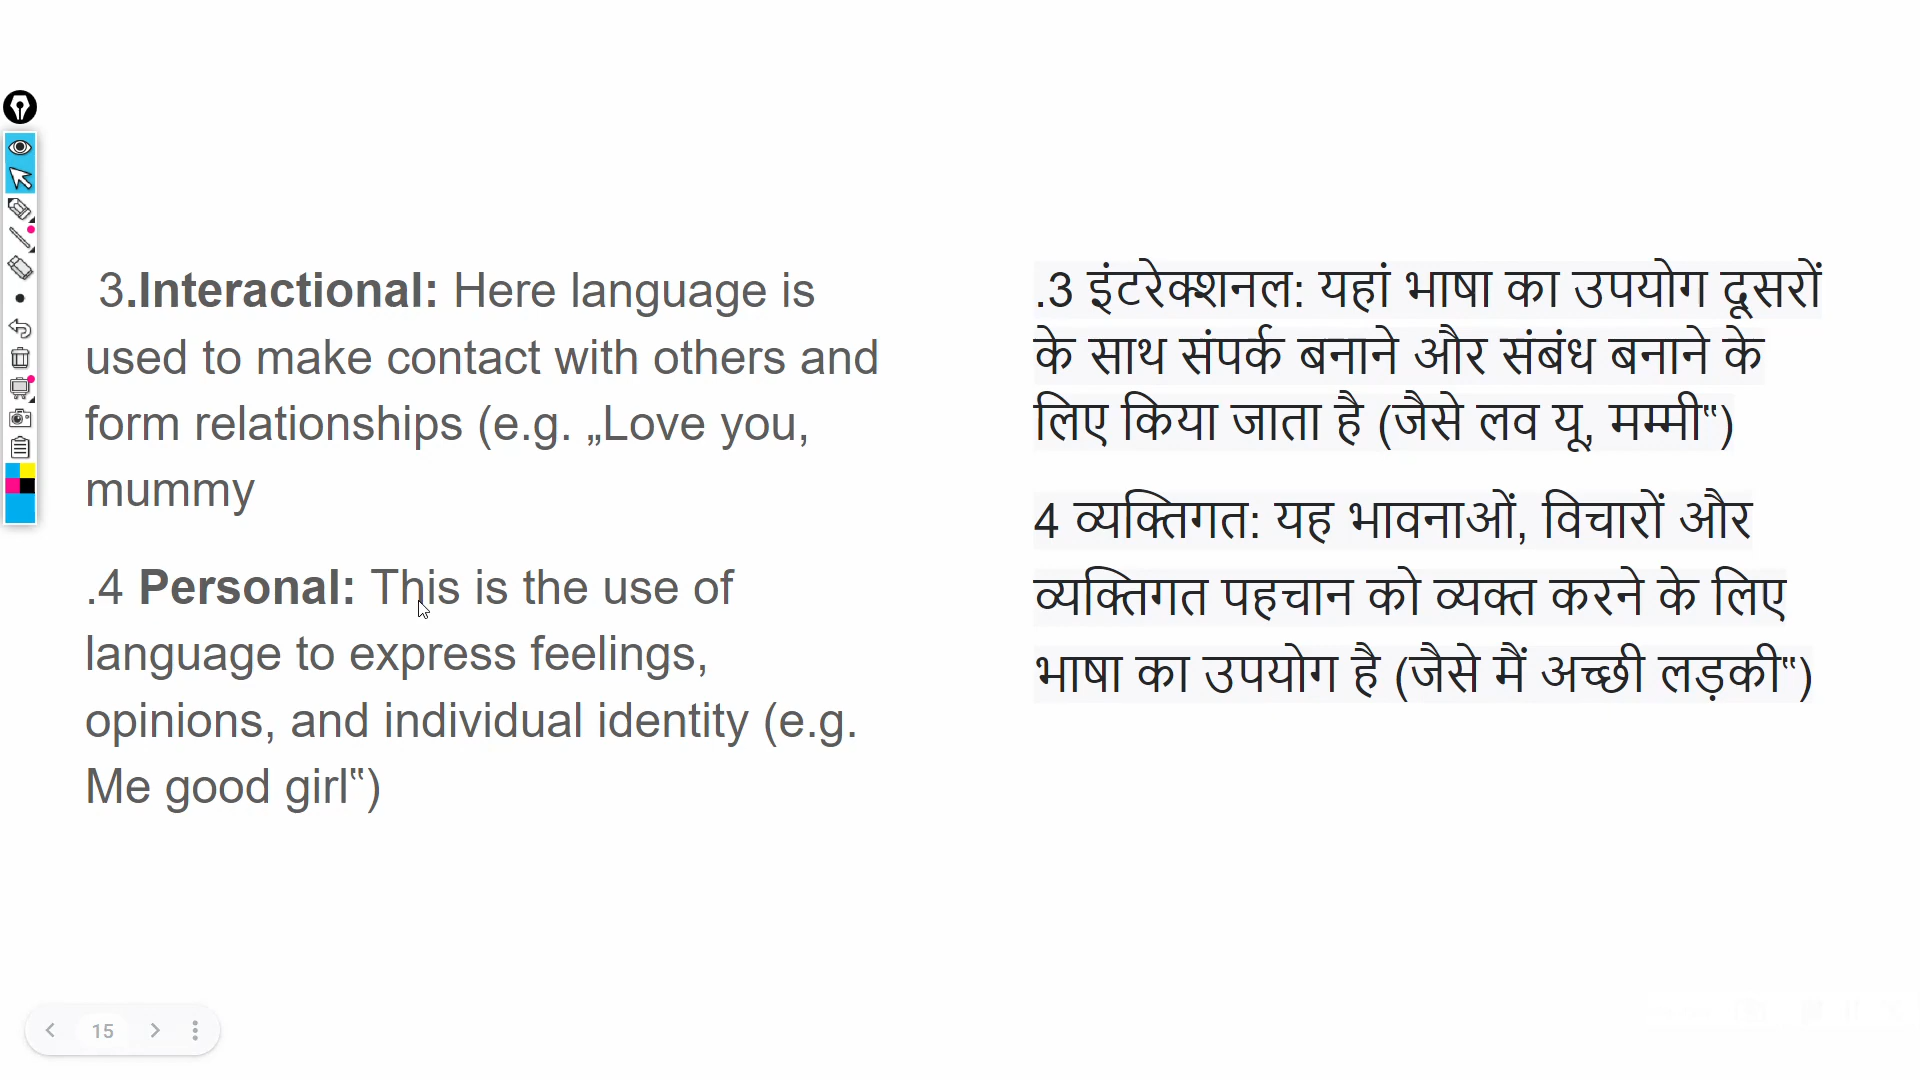 3.Interactional: Here language is
used to make contact with others and
form relationships (e.g. „Love you,
mummy
.4 Personal: This is the use of
language to express feelings,
opinions, and individual identity (e.g.
Me good girl‟)
.3 इंटरेक्शनल: यहां भाषा का उपयोग दूसरों
के साथ संपर्क बनाने और संबंध बनाने के
लिए किया जाता है (जैसे लव यू, मम्मी‟)
4 व्यक्तिगत: यह भावनाओं, विचारों और
व्यक्तिगत पहचान को व्यक्त करने के लिए
भाषा का उपयोग है (जैसे मैं अच्छी लड़की‟)
15